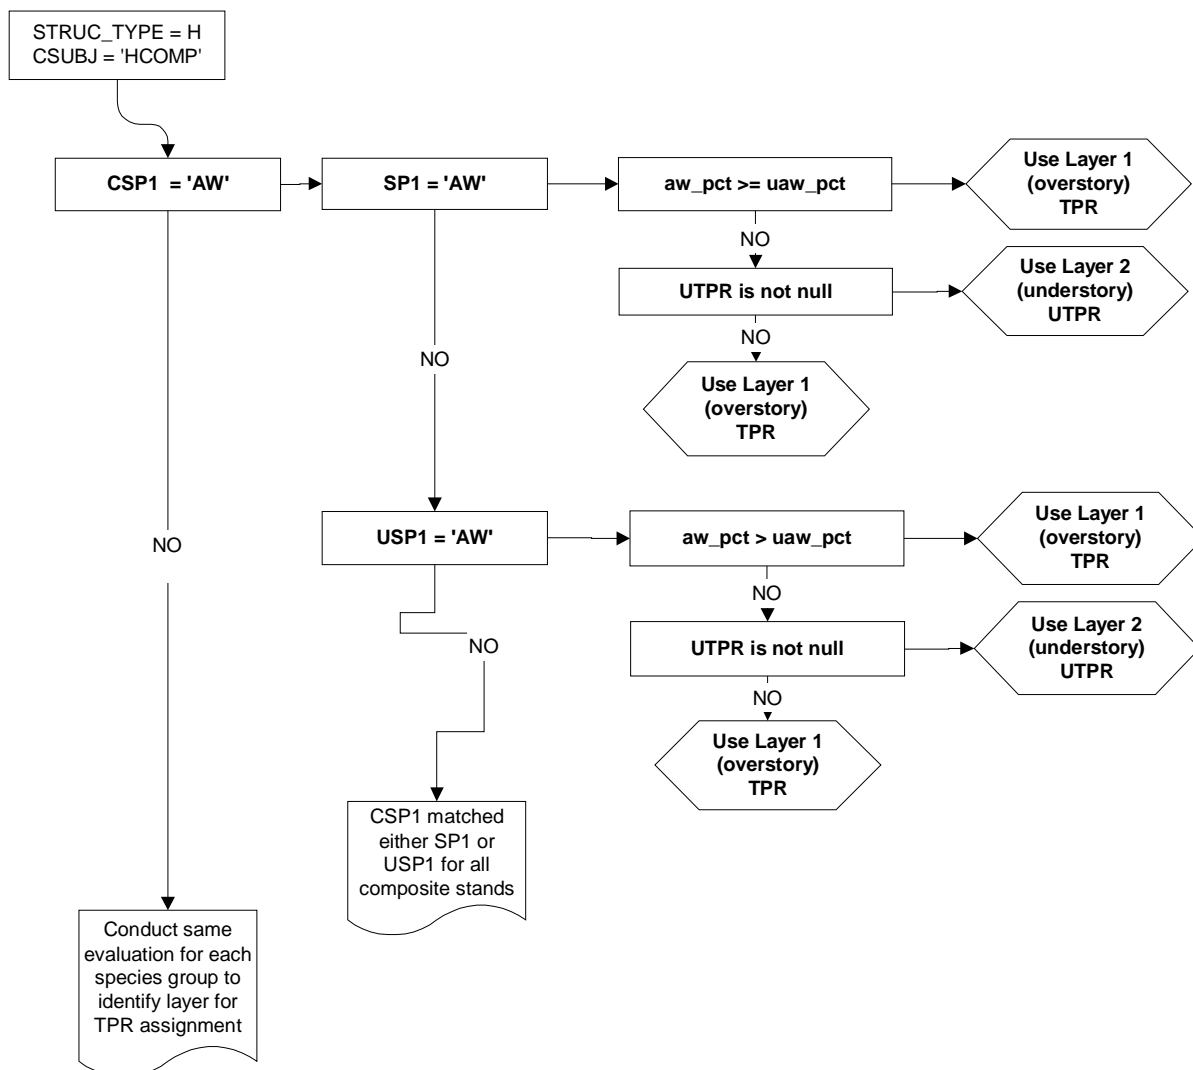 STRUC_TYPE = H
CSUBJ = 'HCOMP'
CSP1  = 'AW'
SP1 = 'AW'
aw_pct >= uaw_pct
Use Layer 1
(overstory)
TPR
NO
UTPR is not null
Use Layer 2
(understory)
UTPR
NO
Use Layer 1
(overstory)
TPR
NO
USP1 = 'AW'
aw_pct > uaw_pct
Use Layer 1
(overstory)
TPR
NO
NO
UTPR is not null
Use Layer 2
(understory)
UTPR
NO
NO
Use Layer 1
(overstory)
TPR
CSP1 matched
either SP1 or
USP1 for all
composite stands
Conduct same
evaluation for each
species group to
identify layer for
TPR assignment